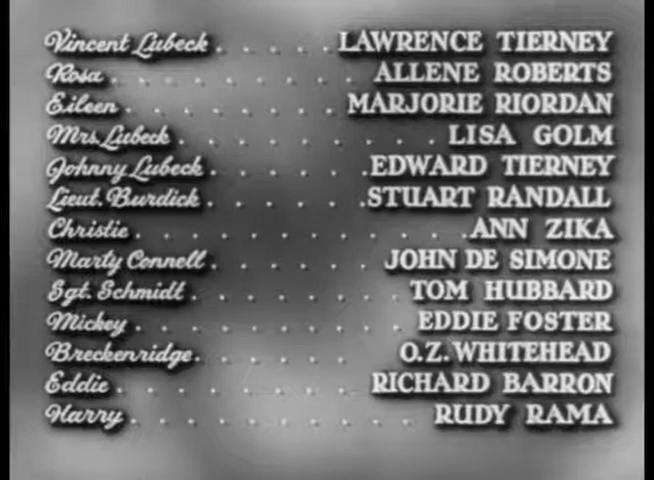 Vincent Lubeck . . . . . LAWRENCE TIERNEY
Rosa . . . . . . . . . ALLENE ROBERTS
Eileen . . . . . . . . MARJORIE RIORDAN
Mrs. Lubeck . . . . . . . . . LISA GOLM
Johnny Lubeck . . . . . . EDWARD TIERNEY
Lieut. Burdick . . . . . . STUART RANDALL
Christie . . . . . . . . . . . ANN ZIKA
Marty Connell . . . . . . JOHN DE SIMONE
Sgt. Schmidt . . . . . . . . TOM HUBBARD
Mickey . . . . . . . . . . EDDIE FOSTER
Breckenridge . . . . . . O.Z. WHITEHEAD
Eddie . . . . . . . . . RICHARD BARRON
Harry . . . . . . . . . . RUDY RAMA